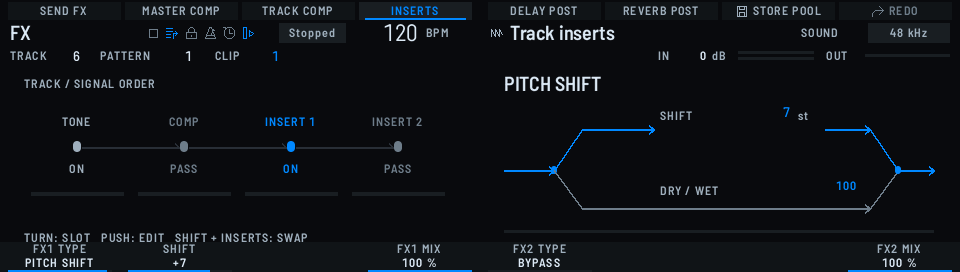 SEND FX
MASTER COMP
TRACK COMP
INSERTS
DELAY POST
REVERB POST
STORE POOL
REDO
FX
Stopped
120 BPM
Track inserts
SOUND
48 kHz
TRACK 6 PATTERN 1 CLIP 1
IN 0 dB OUT
TRACK / SIGNAL ORDER
PITCH SHIFT
TONE
COMP
INSERT 1
INSERT 2
ON
PASS
ON
PASS
SHIFT 7 st
DRY / WET 100
TURN: SLOT PUSH: EDIT SHIFT + INSERTS: SWAP
FX1 TYPE
PITCH SHIFT
SHIFT
+7
FX1 MIX
100 %
FX2 TYPE
BYPASS
FX2 MIX
100 %